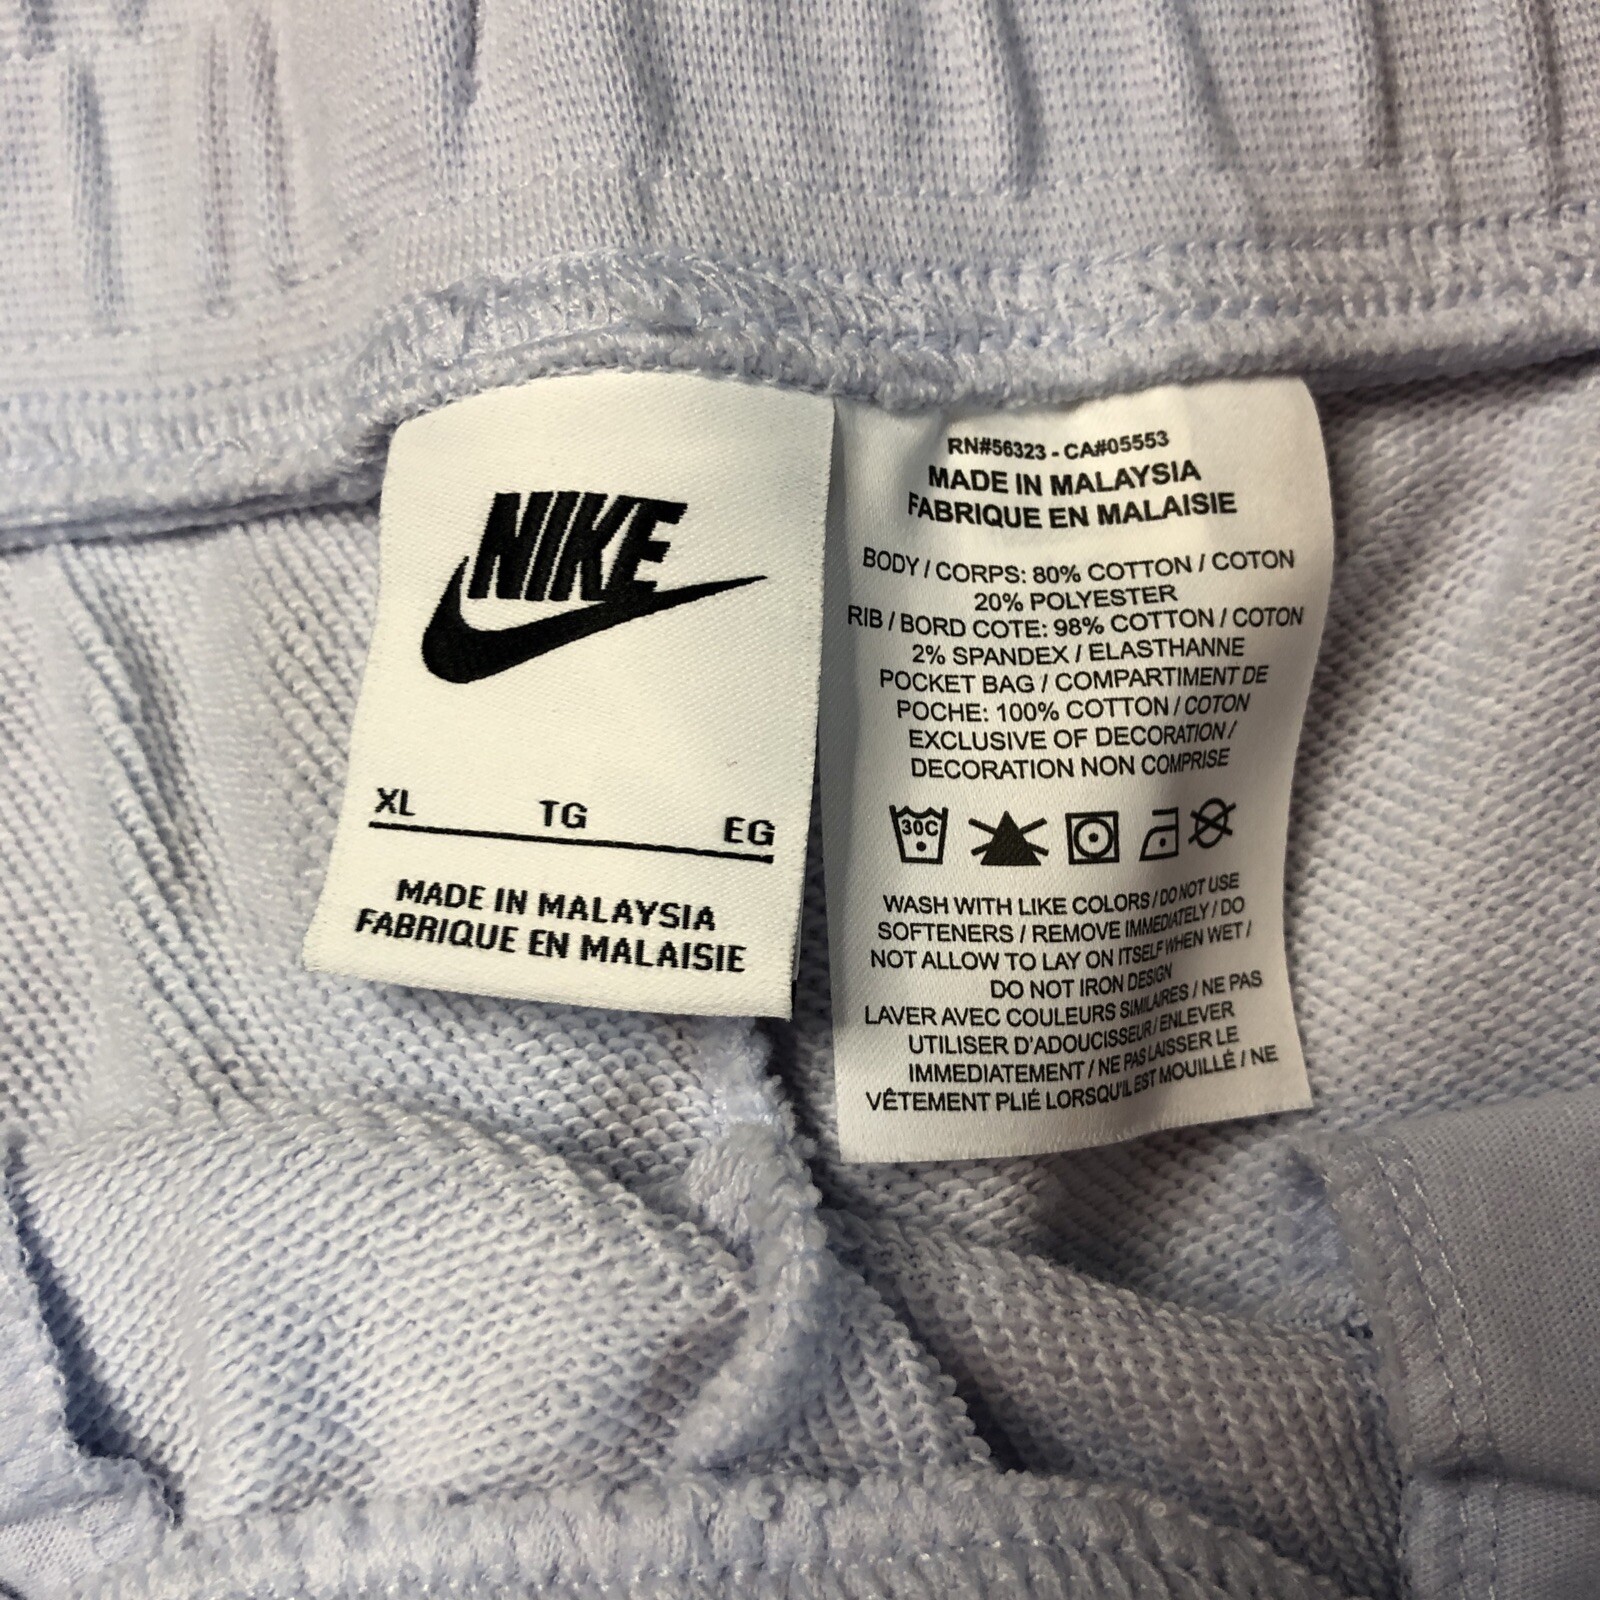 NIKE
XL TG EG
MADE IN MALAYSIA
FABRIQUE EN MALAISIE
RN#56323 - CA#05553
MADE IN MALAYSIA
FABRIQUE EN MALAISIE
BODY / CORPS: 80% COTTON / COTON
20% POLYESTER
RIB / BORD COTE: 98% COTTON / COTON
2% SPANDEX / ELASTHANNE
POCKET BAG / COMPARTIMENT DE
POCHE: 100% COTTON / COTON
EXCLUSIVE OF DECORATION /
DECORATION NON COMPRISE
30C
WASH WITH LIKE COLORS / DO NOT USE
SOFTENERS / REMOVE IMMEDIATELY / DO
NOT ALLOW TO LAY ON ITSELF WHEN WET /
DO NOT IRON DESIGN
LAVER AVEC COULEURS SIMILAIRES / NE PAS
UTILISER D'ADOUCISSEUR / ENLEVER
IMMEDIATEMENT / NE PAS LAISSER LE
VÊTEMENT PLIÉ LORSQU'IL EST MOUILLÉ / NE